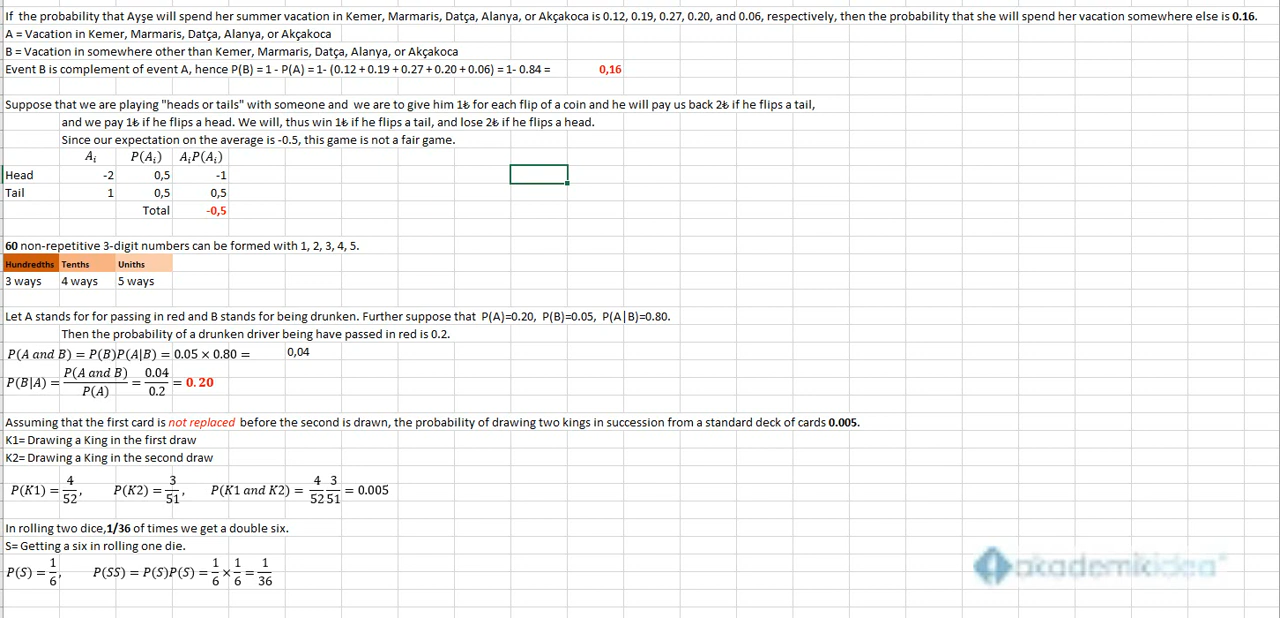 If the probability that Ayşe will spend her summer vacation in Kemer, Marmaris, Datça, Alanya, or Akçakoca is 0.12, 0.19, 0.27, 0.20, and 0.06, respectively, then the probability that she will spend her vacation somewhere else is 0.16.
A = Vacation in Kemer, Marmaris, Datça, Alanya, or Akçakoca
B = Vacation in somewhere other than Kemer, Marmaris, Datça, Alanya, or Akçakoca
Event B is complement of event A, hence P(B) = 1 - P(A) = 1- (0.12 + 0.19 + 0.27 + 0.20 + 0.06) = 1- 0.84 = 0,16
Suppose that we are playing "heads or tails" with someone and we are to give him 1₺ for each flip of a coin and he will pay us back 2₺ if he flips a tail,
and we pay 1₺ if he flips a head. We will, thus win 1₺ if he flips a tail, and lose 2₺ if he flips a head.
Since our expectation on the average is -0.5, this game is not a fair game.
Aᵢ P(Aᵢ) AᵢP(Aᵢ)
Head -2 0,5 -1
Tail 1 0,5 0,5
Total -0,5
60 non-repetitive 3-digit numbers can be formed with 1, 2, 3, 4, 5.
Hundredths Tenths Uniths
3 ways 4 ways 5 ways
Let A stands for for passing in red and B stands for being drunken. Further suppose that P(A)=0.20, P(B)=0.05, P(A|B)=0.80.
Then the probability of a drunken driver being have passed in red is 0.2.
P(A and B) = P(B)P(A|B) = 0.05 × 0.80 = 0,04
P(B|A) = P(A and B)/P(A) = 0.04/0.2 = 0.20
Assuming that the first card is not replaced before the second is drawn, the probability of drawing two kings in succession from a standard deck of cards 0.005.
K1= Drawing a King in the first draw
K2= Drawing a King in the second draw
P(K1) = 4/52, P(K2) = 3/51, P(K1 and K2) = 4/52 3/51 = 0.005
In rolling two dice,1/36 of times we get a double six.
S= Getting a six in rolling one die.
P(S) = 1/6, P(SS) = P(S)P(S) = 1/6 × 1/6 = 1/36
akademikidea